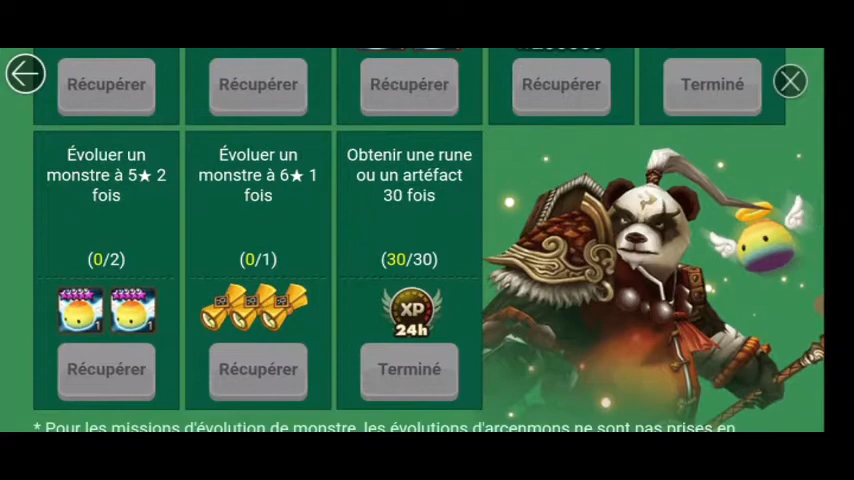 Récupérer
Récupérer
Récupérer
Récupérer
Terminé
Évoluer un
monstre à 5★ 2
fois
(0/2)
1
1
Récupérer
Évoluer un
monstre à 6★ 1
fois
(0/1)
Récupérer
Obtenir une rune
ou un artéfact
30 fois
(30/30)
XP
24h
Terminé
* Pour les missions d'évolution de monstre, les évolutions d'arcenmons ne sont pas prises en